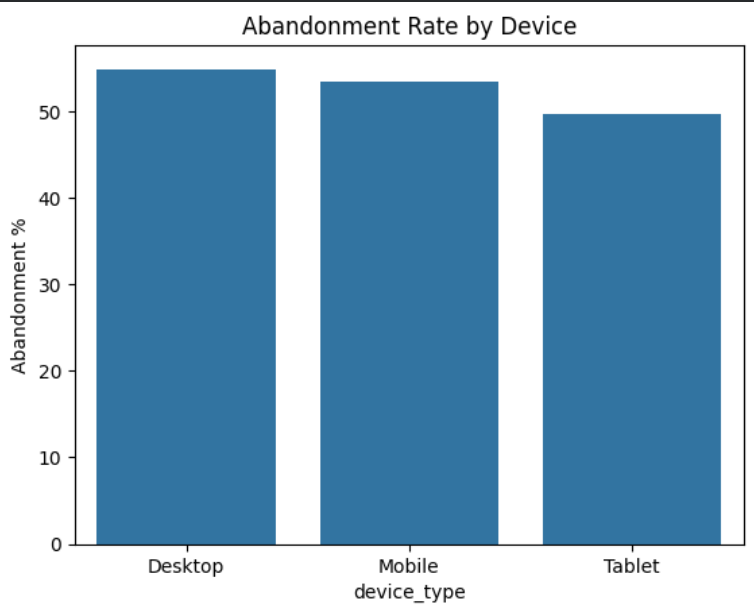 Abandonment Rate by Device
Abandonment %
50
40
30
20
10
0
Desktop Mobile Tablet
device_type